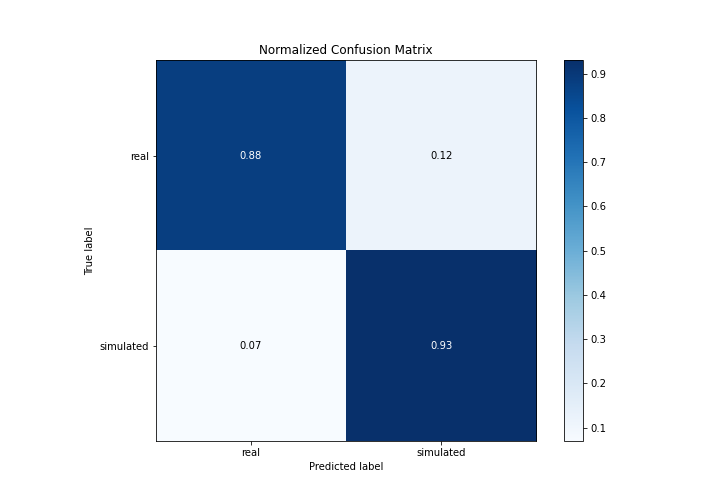 Normalized Confusion Matrix
True label
real
0.88
0.12
simulated
0.07
0.93
real
simulated
Predicted label
0.9
0.8
0.7
0.6
0.5
0.4
0.3
0.2
0.1